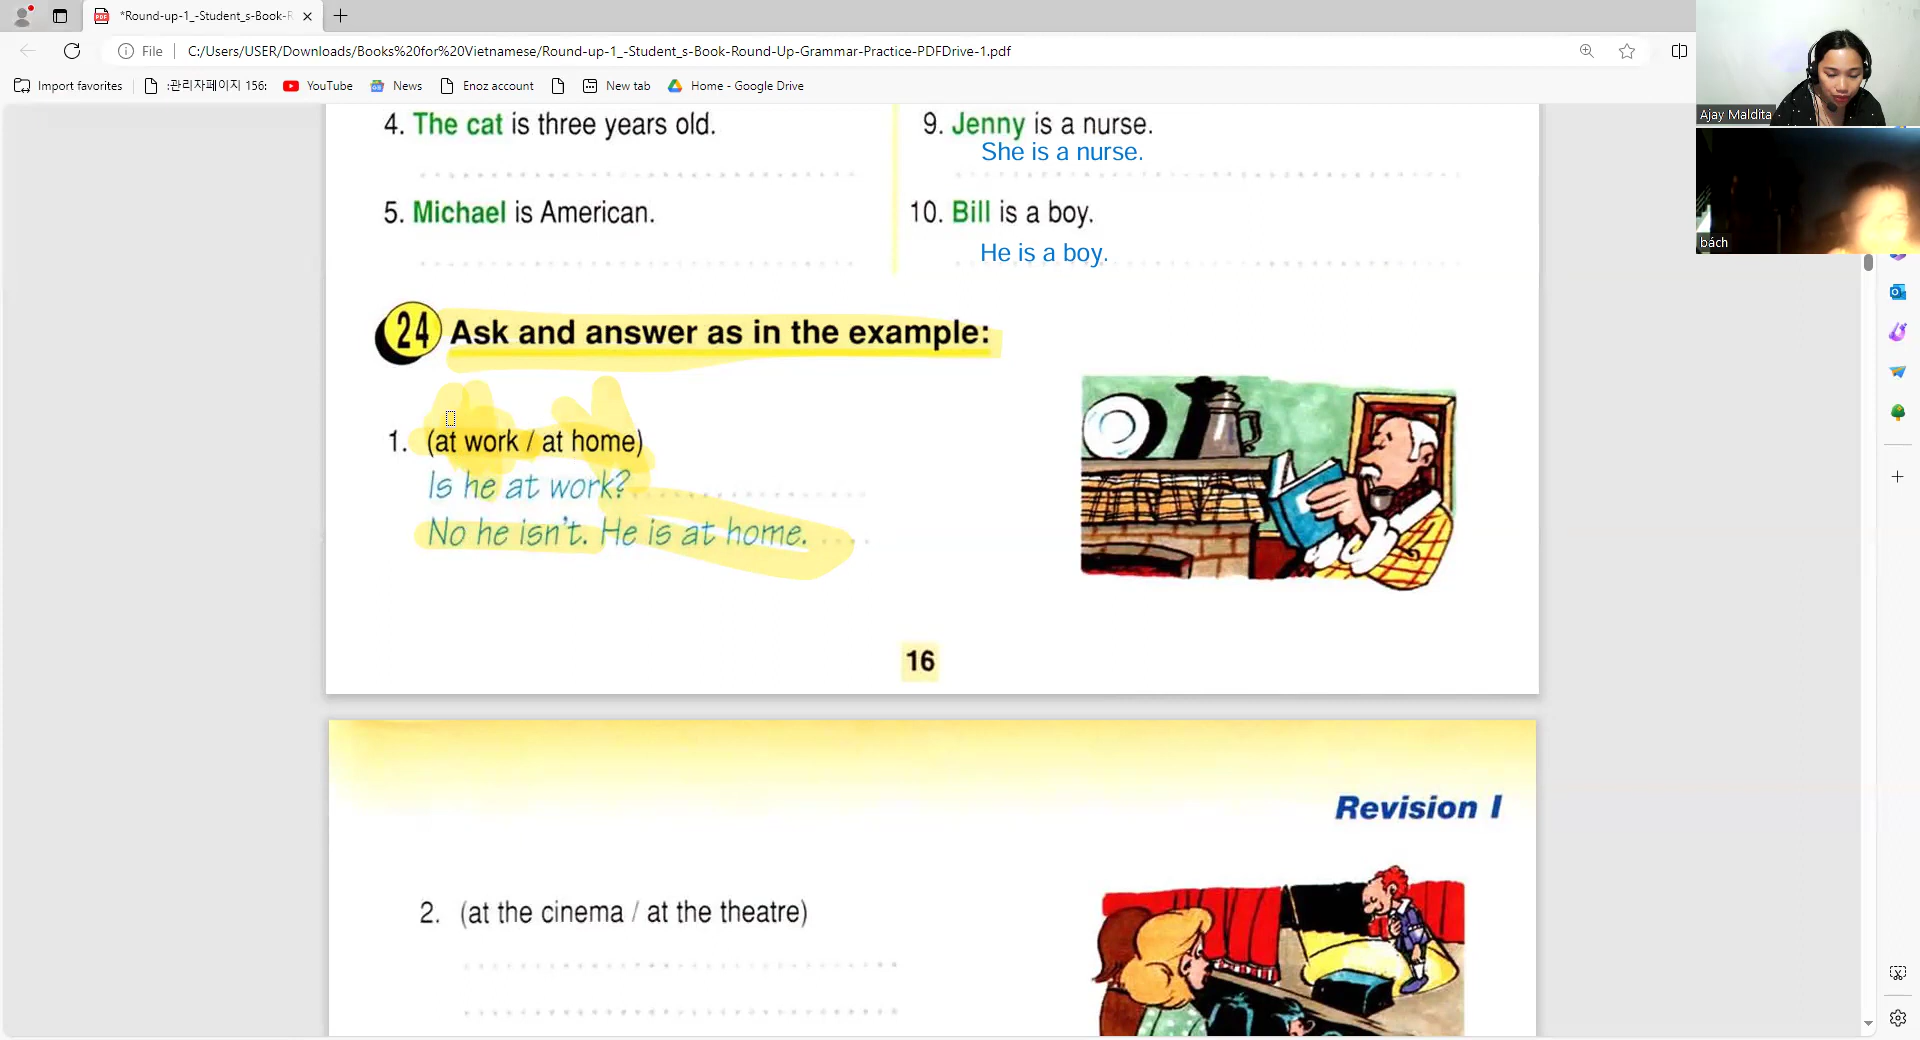 *Round-up-1_-Student_s-Book-R
File
C:/Users/USER/Downloads/Books%20for%20Vietnamese/Round-up-1_-Student_s-Book-Round-Up-Grammar-Practice-PDFDrive-1.pdf
Import favorites
:관리자페이지 156:
YouTube
News
Enoz account
New tab
Home - Google Drive
Ajay Maldita
bách
4. The cat is three years old.
5. Michael is American.
9. Jenny is a nurse.
She is a nurse.
10. Bill is a boy.
He is a boy.
24 Ask and answer as in the example:
1. (at work / at home)
Is he at work?
No he isn't. He is at home.
16
Revision I
2. (at the cinema / at the theatre)